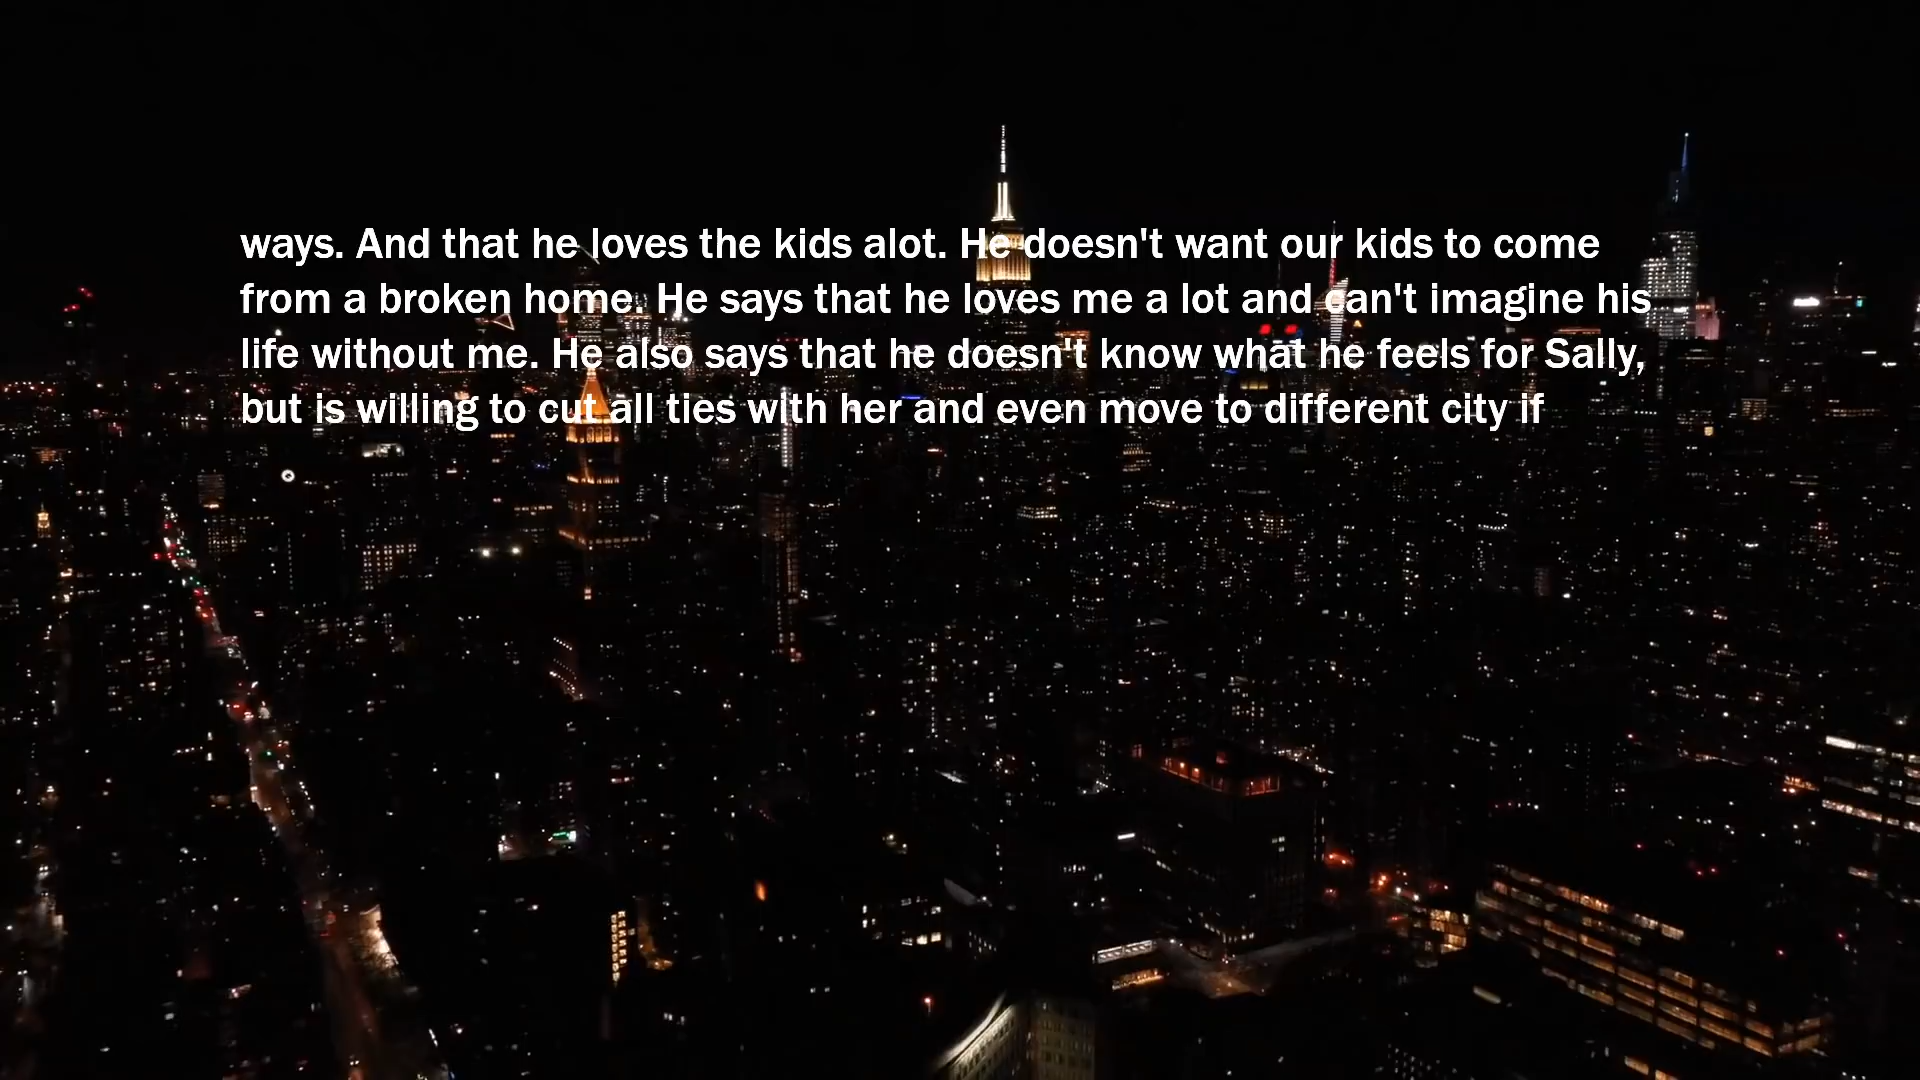 ways. And that he loves the kids alot. He doesn't want our kids to come
from a broken home. He says that he loves me a lot and can't imagine his
life without me. He also says that he doesn't know what he feels for Sally,
but is willing to cut all ties with her and even move to different city if